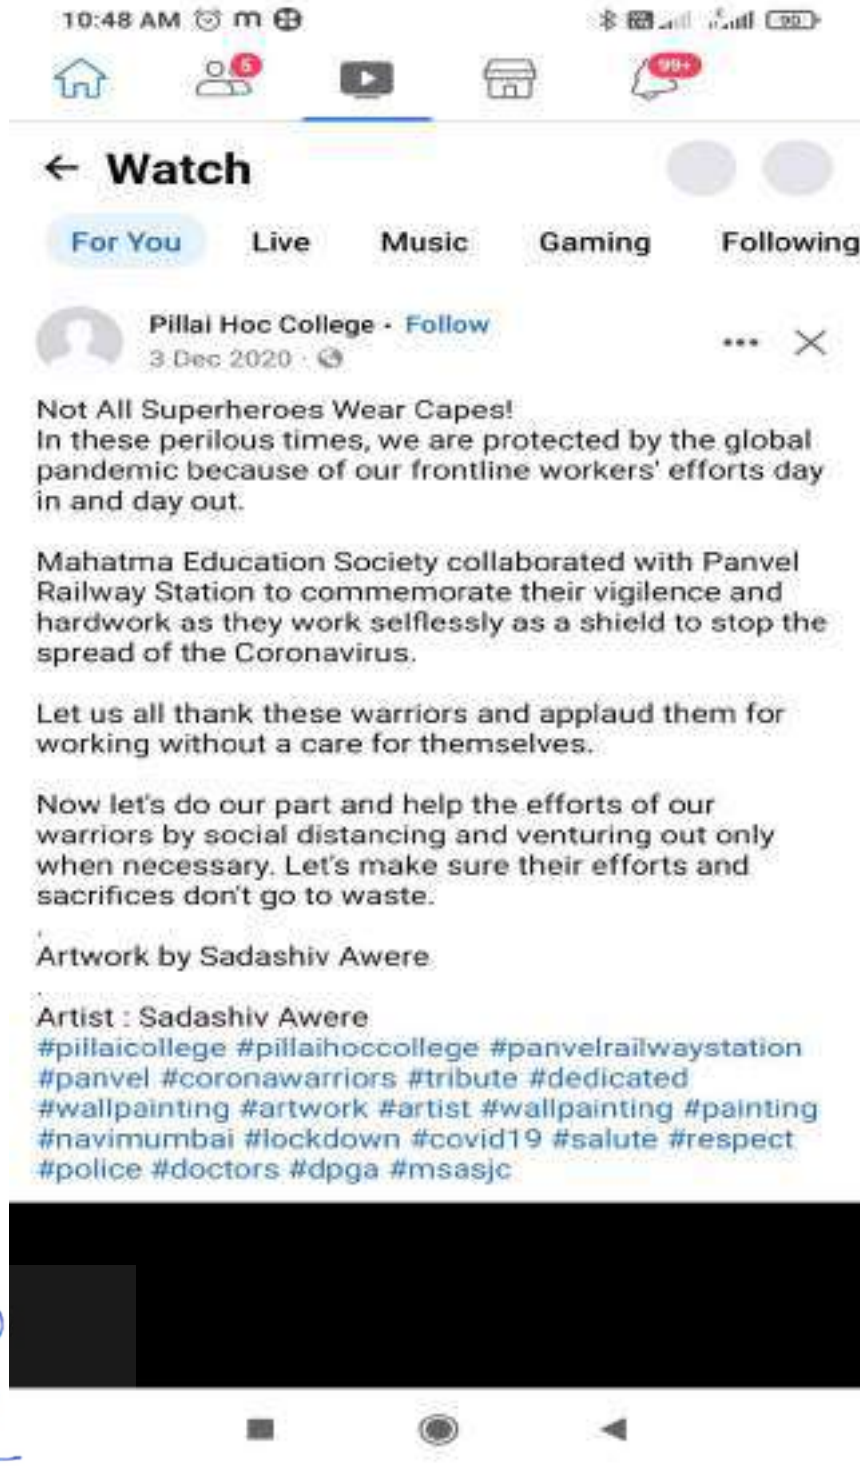 10:48 AM m
90
5
99+
Watch
For You Live Music Gaming Following
Pillai Hoc College · Follow
3 Dec 2020 ·
Not All Superheroes Wear Capes!
In these perilous times, we are protected by the global
pandemic because of our frontline workers' efforts day
in and day out.
Mahatma Education Society collaborated with Panvel
Railway Station to commemorate their vigilence and
hardwork as they work selflessly as a shield to stop the
spread of the Coronavirus.
Let us all thank these warriors and applaud them for
working without a care for themselves.
Now let's do our part and help the efforts of our
warriors by social distancing and venturing out only
when necessary. Let's make sure their efforts and
sacrifices don't go to waste.
.
Artwork by Sadashiv Awere
.
Artist : Sadashiv Awere
#pillaicollege #pillaihoccollege #panvelrailwaystation
#panvel #coronawarriors #tribute #dedicated
#wallpainting #artwork #artist #wallpainting #painting
#navimumbai #lockdown #covid19 #salute #respect
#police #doctors #dpga #msasjc